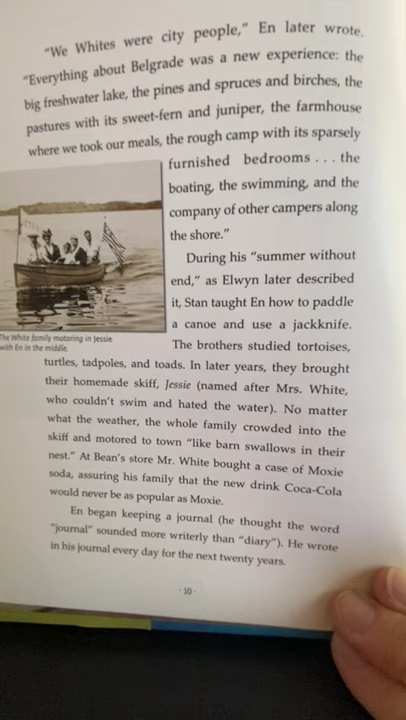 “We Whites were city people,” En later wrote.
“Everything about Belgrade was a new experience: the
big freshwater lake, the pines and spruces and birches, the
pastures with its sweet-fern and juniper, the farmhouse
where we took our meals, the rough camp with its sparsely
furnished bedrooms . . . the
boating, the swimming, and the
company of other campers along
the shore.”
During his “summer without
end,” as Elwyn later described
it, Stan taught En how to paddle
a canoe and use a jackknife.
The brothers studied tortoises,
The White family motoring in Jessie
with En in the middle.
turtles, tadpoles, and toads. In later years, they brought
their homemade skiff, Jessie (named after Mrs. White,
who couldn’t swim and hated the water). No matter
what the weather, the whole family crowded into the
skiff and motored to town “like barn swallows in their
nest.” At Bean’s store Mr. White bought a case of Moxie
soda, assuring his family that the new drink Coca-Cola
would never be as popular as Moxie.
En began keeping a journal (he thought the word
“journal” sounded more writerly than “diary”). He wrote
in his journal every day for the next twenty years.
· 10 ·